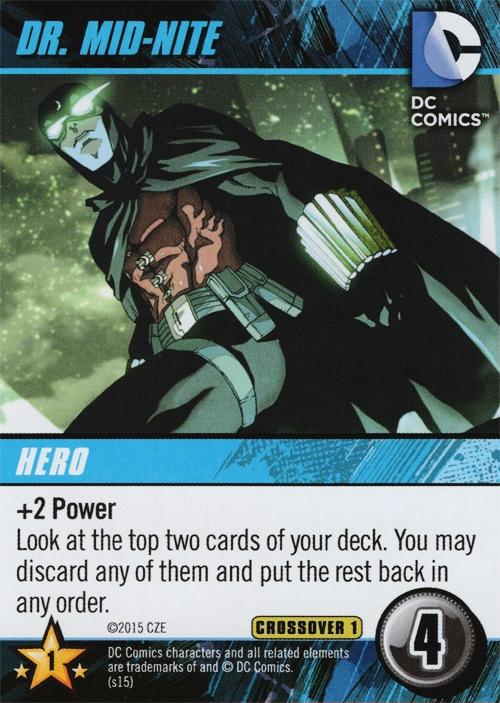 DR. MID-NITE
DC
DC
COMICS™
HERO
+2 Power
Look at the top two cards of your deck. You may
discard any of them and put the rest back in
any order.
©2015 CZE
CROSSOVER 1
4
1
DC Comics characters and all related elements
are trademarks of and © DC Comics.
(s15)